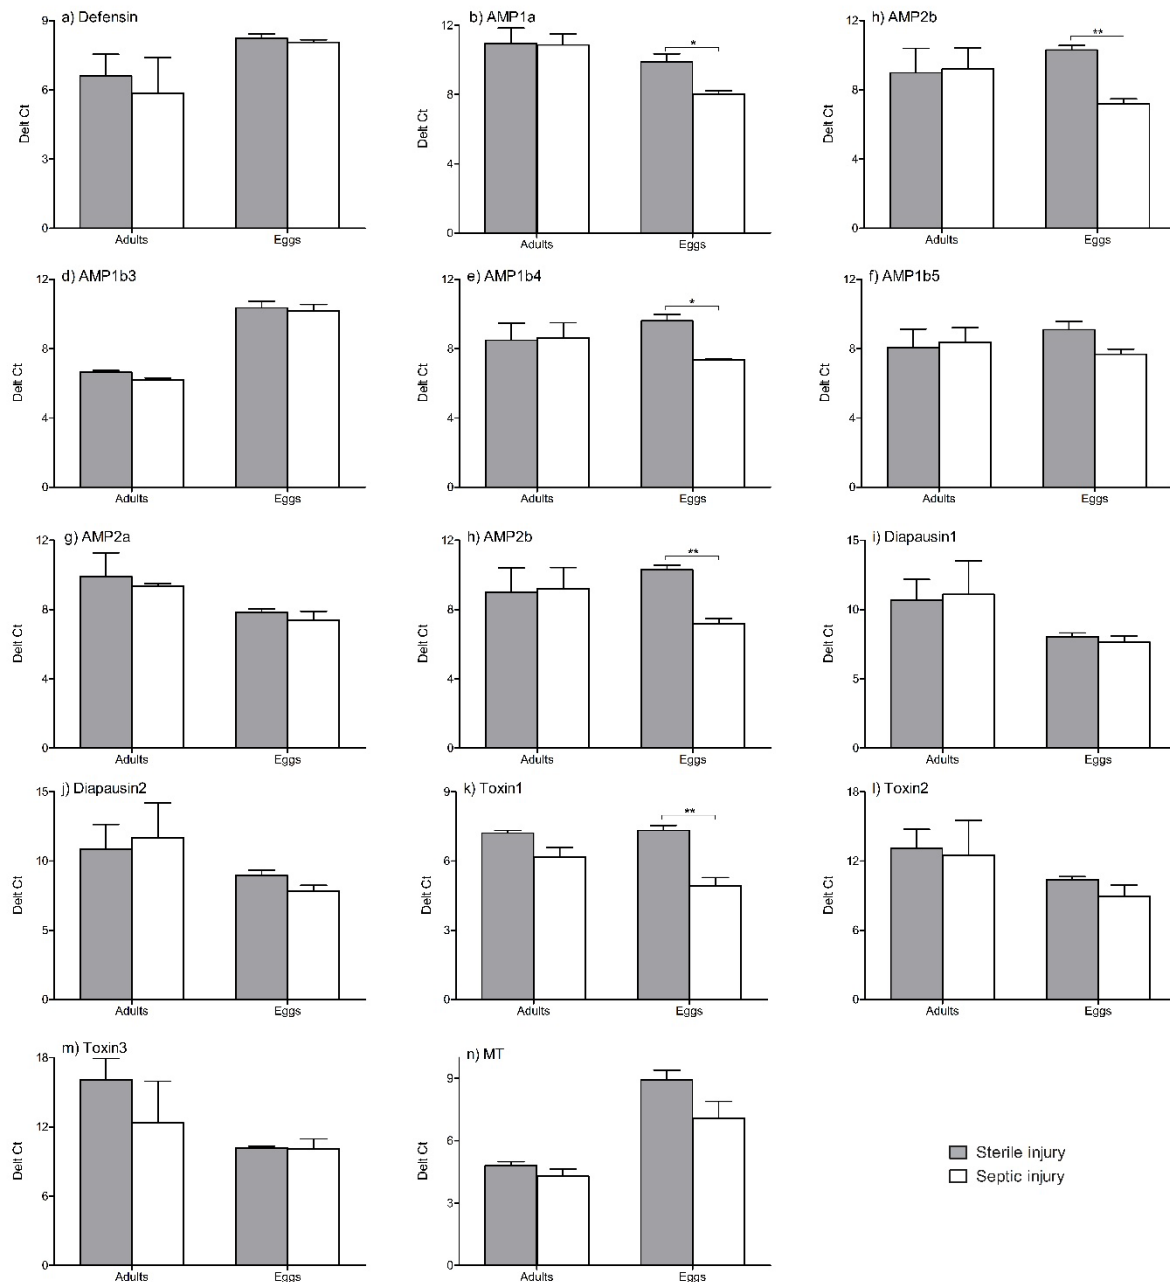 a) Defensin
9
6
3
0
Delt Ct
Adults
Eggs
b) AMP1a
12
8
4
0
Delt Ct
*
Adults
Eggs
h) AMP2b
12
8
4
0
Delt Ct
**
Adults
Eggs
d) AMP1b3
12
8
4
0
Delt Ct
Adults
Eggs
e) AMP1b4
12
8
4
0
Delt Ct
*
Adults
Eggs
f) AMP1b5
12
8
4
0
Delt Ct
Adults
Eggs
g) AMP2a
12
8
4
0
Delt Ct
Adults
Eggs
h) AMP2b
12
8
4
0
Delt Ct
**
Adults
Eggs
i) Diapausin1
15
10
5
0
Delt Ct
Adults
Eggs
j) Diapausin2
15
10
5
0
Delt Ct
Adults
Eggs
k) Toxin1
9
6
3
0
Delt Ct
**
Adults
Eggs
l) Toxin2
18
12
6
0
Delt Ct
Adults
Eggs
m) Toxin3
18
12
6
0
Delt Ct
Adults
Eggs
n) MT
9
6
3
0
Delt Ct
Adults
Eggs
Sterile injury
Septic injury